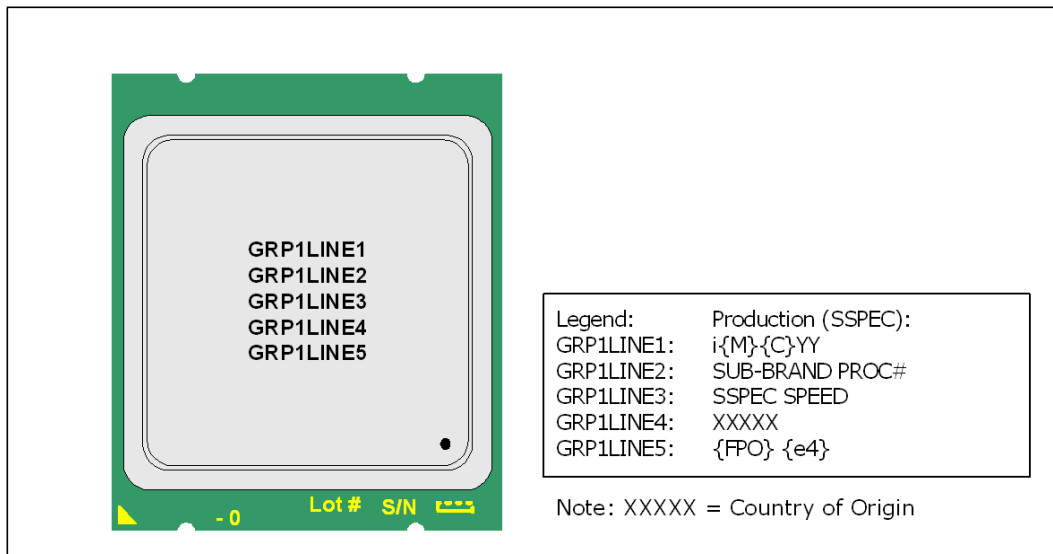 GRP1LINE1
GRP1LINE2
GRP1LINE3
GRP1LINE4
GRP1LINE5
- 0 Lot # S/N
Legend: Production (SSPEC):
GRP1LINE1: i{M}{C}YY
GRP1LINE2: SUB-BRAND PROC#
GRP1LINE3: SSPEC SPEED
GRP1LINE4: XXXXX
GRP1LINE5: {FPO} {e4}
Note: XXXXX = Country of Origin